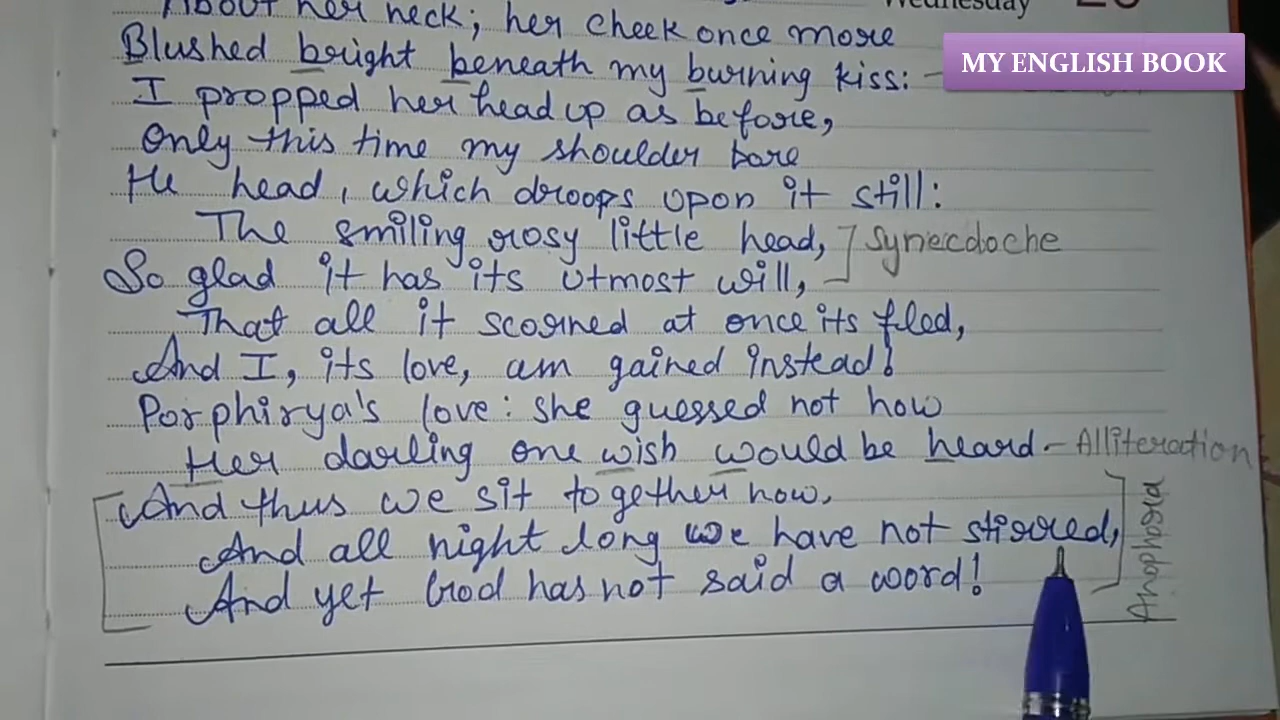 About her neck; her cheek once more
Wednesday
Blushed bright beneath my burning kiss: -
MY ENGLISH BOOK
I propped her head up as before,
Only this time my shoulder bore
He head, which droops upon it still:
The smiling rosy little head, ] Synecdoche
So glad it has its utmost will,
That all it scorned at once its fled,
And I, its love, am gained instead!
Porphirya's love: she guessed not how
Her darling one wish would be heard - Alliteration
And thus we sit together now.
And all night long we have not stirred,
And yet God has not said a word!
Anophora